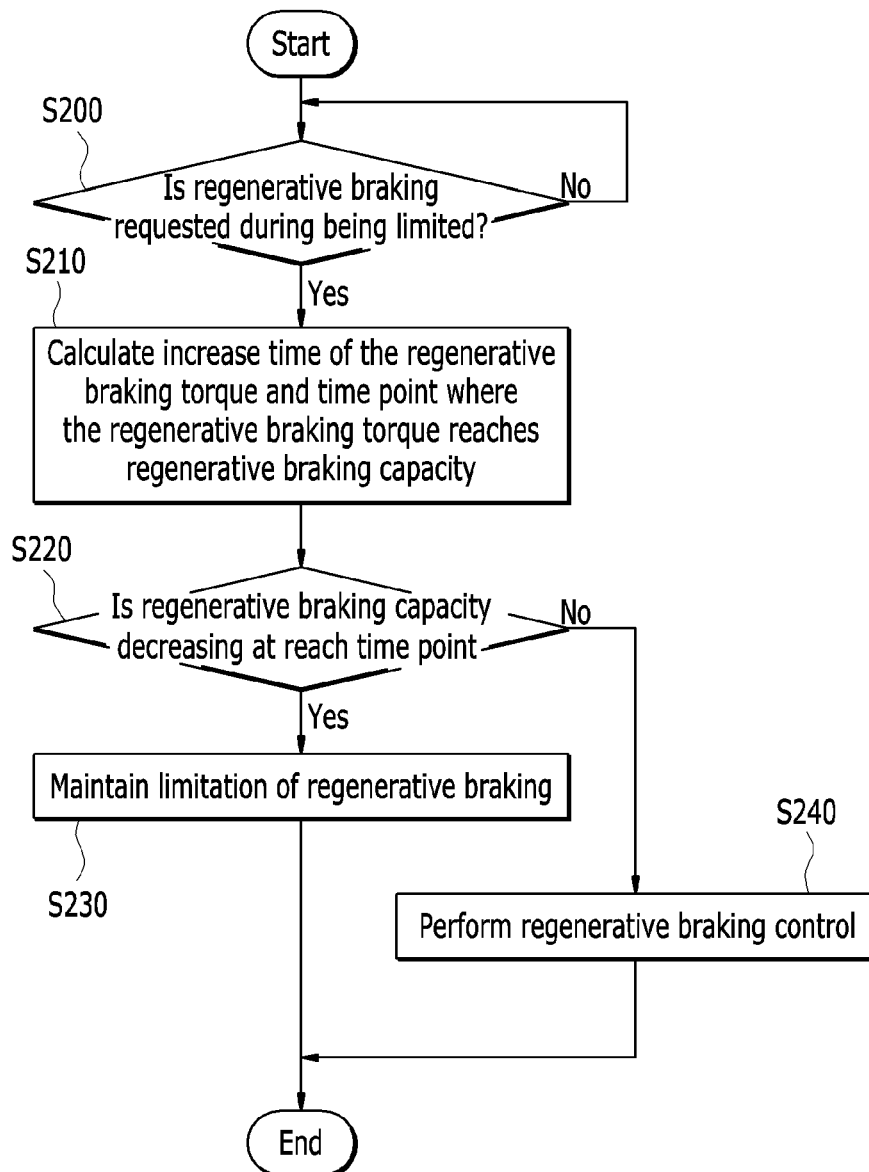 Start
S200
Is regenerative braking
requested during being limited?
No
S210
Yes
Calculate increase time of the regenerative
braking torque and time point where
the regenerative braking torque reaches
regenerative braking capacity
S220
Is regenerative braking capacity
decreasing at reach time point
No
Yes
Maintain limitation of regenerative braking
S240
S230
Perform regenerative braking control
End